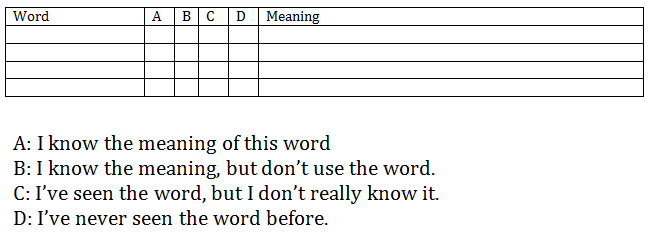 Word A B C D Meaning
A: I know the meaning of this word
B: I know the meaning, but don’t use the word.
C: I’ve seen the word, but I don’t really know it.
D: I’ve never seen the word before.